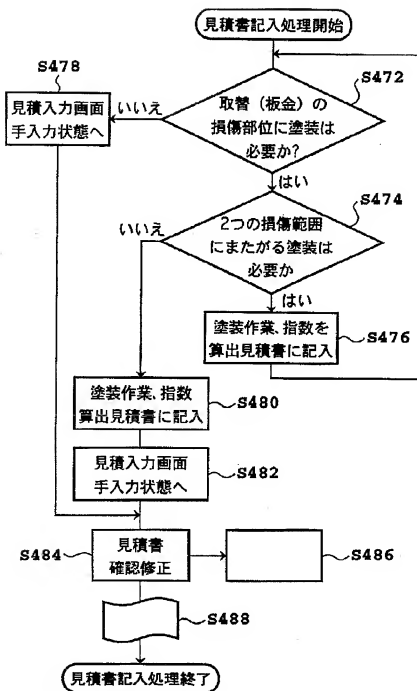 見積書記入処理開始
S478
見積入力画面
手入力状態へ
いいえ
S472
取替（板金）の
損傷部位に塗装は
必要か?
はい
S474
いいえ
2つの損傷範囲
にまたがる塗装は
必要か
はい
塗装作業、指数を
算出見積書に記入
S476
塗装作業、指数
算出見積書に記入
S480
見積入力画面
手入力状態へ
S482
S484
見積書
確認修正
S486
S488
見積書記入処理終了